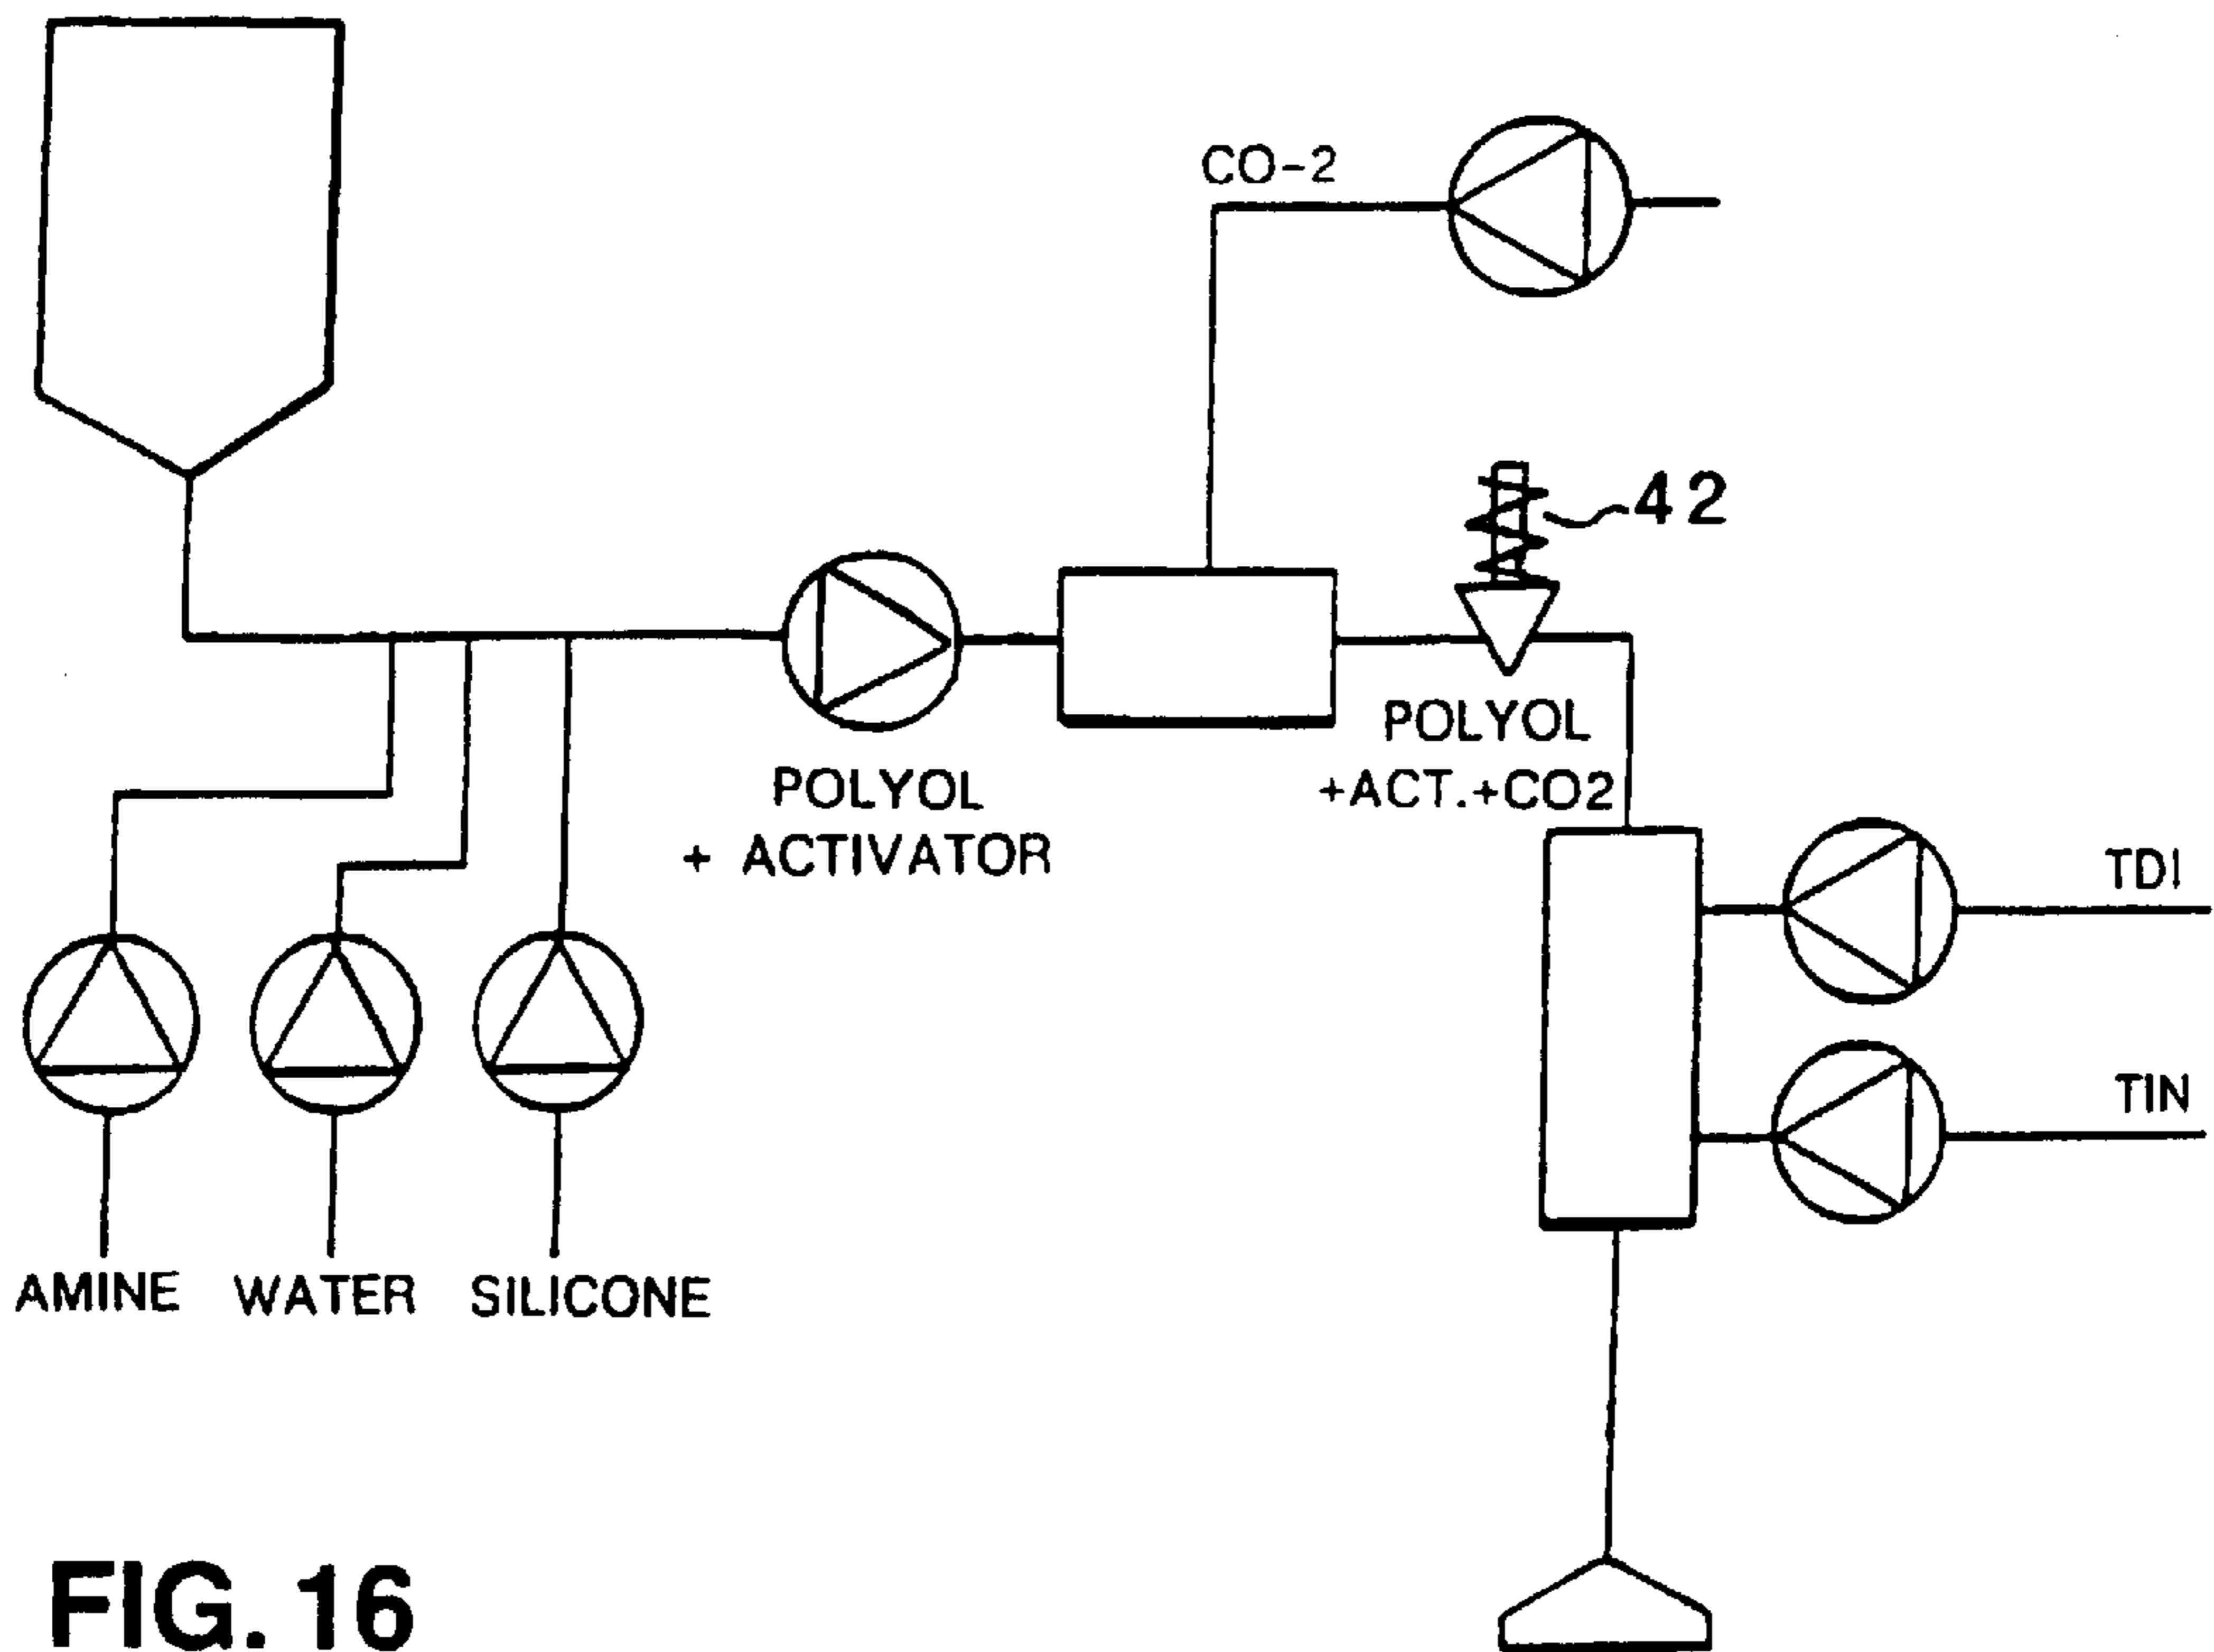 CO-2
42
POLYOL
+ACT.+CO2
POLYOL
+ ACTIVATOR
TDI
TIN
AMINE
WATER
SILICONE
FIG. 16